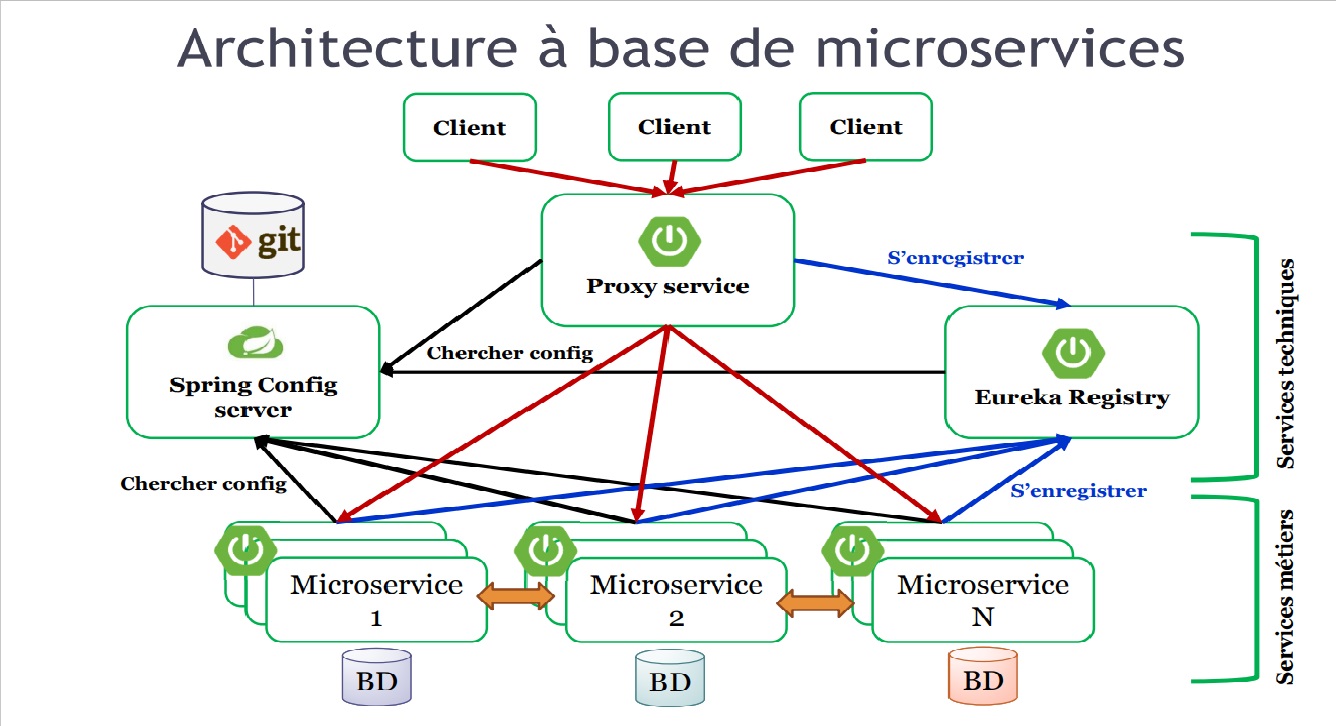 Architecture à base de microservices
Client
Client
Client
git
Proxy service
S'enregistrer
Chercher config
Spring Config
server
Eureka Registry
Services techniques
Chercher config
S'enregistrer
Microservice
1
Microservice
2
Microservice
N
Services métiers
BD
BD
BD